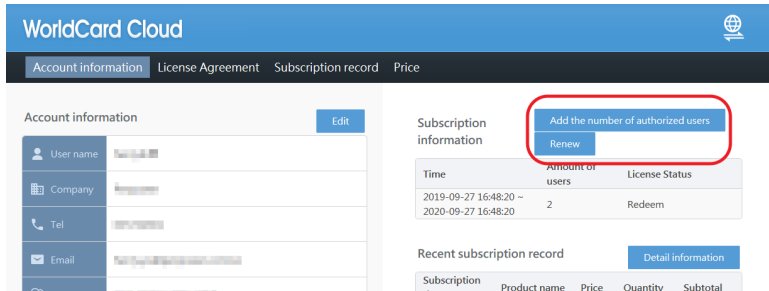 WorldCard Cloud
Account information License Agreement Subscription record Price
Account information
Edit
User name
Company
Tel
Email
Subscription
information
Add the number of authorized users
Renew
Time Amount of users License Status
2019-09-27 16:48:20 ~
2020-09-27 16:48:20
2
Redeem
Recent subscription record
Detail information
Subscription
Product name Price Quantity Subtotal